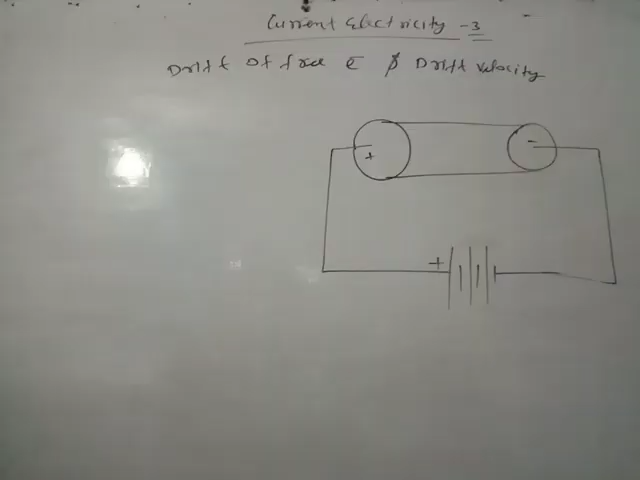 Current Electricity -3
Drift of free e̅ & Drift velocity
+ -
+